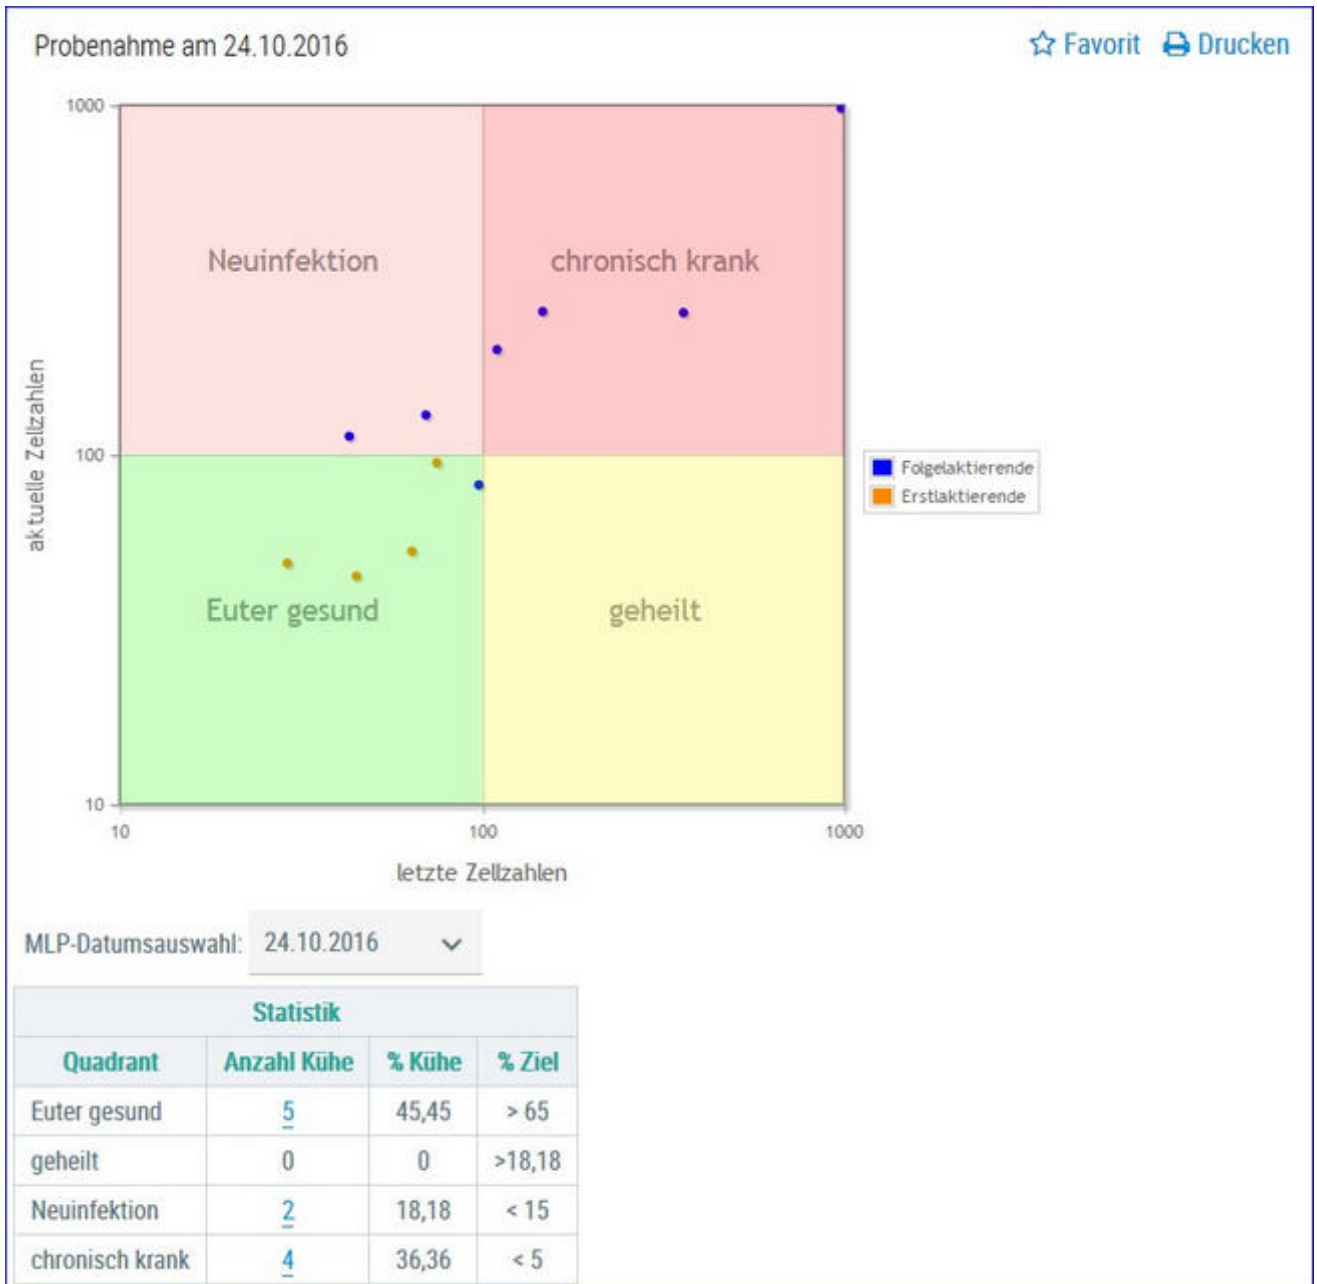 Probenahme am 24.10.2016
Favorit Drucken
1000
Neuinfektion chronisch krank
aktuelle Zellzahlen
100
Folgelaktierende
Erstlaktierende
Euter gesund geheilt
10
10 100 1000
letzte Zellzahlen
MLP-Datumsauswahl: 24.10.2016
Statistik
Quadrant Anzahl Kühe % Kühe % Ziel
Euter gesund 5 45,45 > 65
geheilt 0 0 >18,18
Neuinfektion 2 18,18 < 15
chronisch krank 4 36,36 < 5